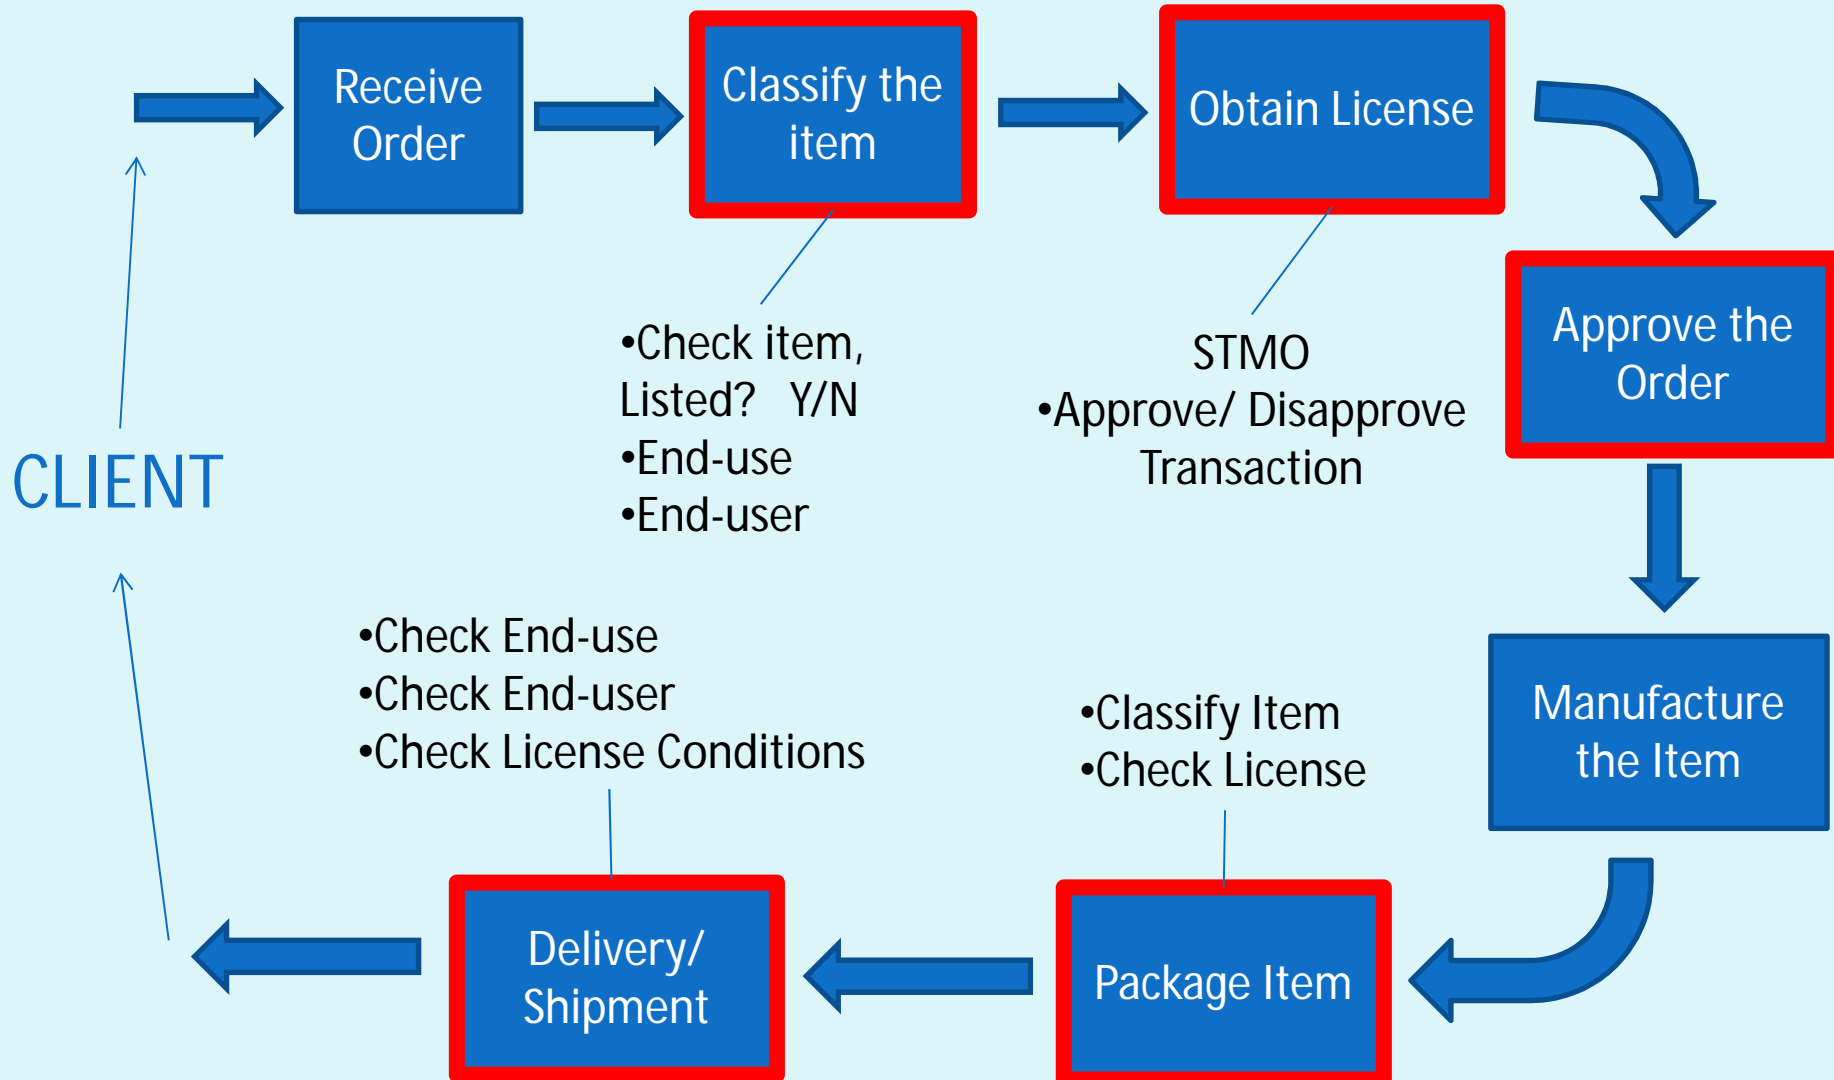 Receive
Order
Classify the
item
Obtain License
Approve the
Order
•Check item,
Listed? Y/N
•End-use
•End-user
STMO
•Approve/ Disapprove
Transaction
CLIENT
Manufacture
the Item
•Classify Item
•Check License
•Check End-use
•Check End-user
•Check License Conditions
Package Item
Delivery/
Shipment